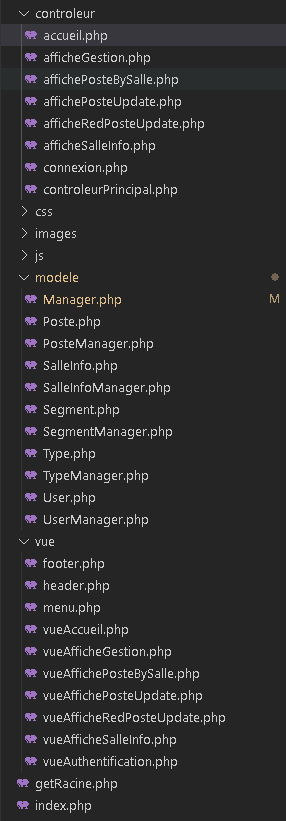 controleur
accueil.php
afficheGestion.php
affichePosteBySalle.php
affichePosteUpdate.php
afficheRedPosteUpdate.php
afficheSalleInfo.php
connexion.php
controleurPrincipal.php
css
images
js
modele
Manager.php M
Poste.php
PosteManager.php
SalleInfo.php
SalleInfoManager.php
Segment.php
SegmentManager.php
Type.php
TypeManager.php
User.php
UserManager.php
vue
footer.php
header.php
menu.php
vueAccueil.php
vueAfficheGestion.php
vueAffichePosteBySalle.php
vueAffichePosteUpdate.php
vueAfficheRedPosteUpdate.php
vueAfficheSalleInfo.php
vueAuthentification.php
getRacine.php
index.php